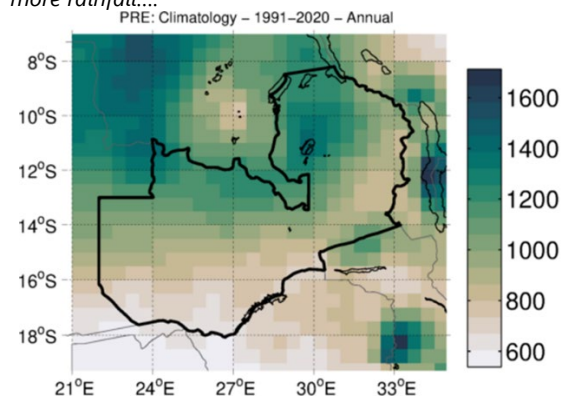 more rainfall....
PRE: Climatology – 1991–2020 – Annual
8°S
10°S
12°S
14°S
16°S
18°S
21°E 24°E 27°E 30°E 33°E
1600
1400
1200
1000
800
600